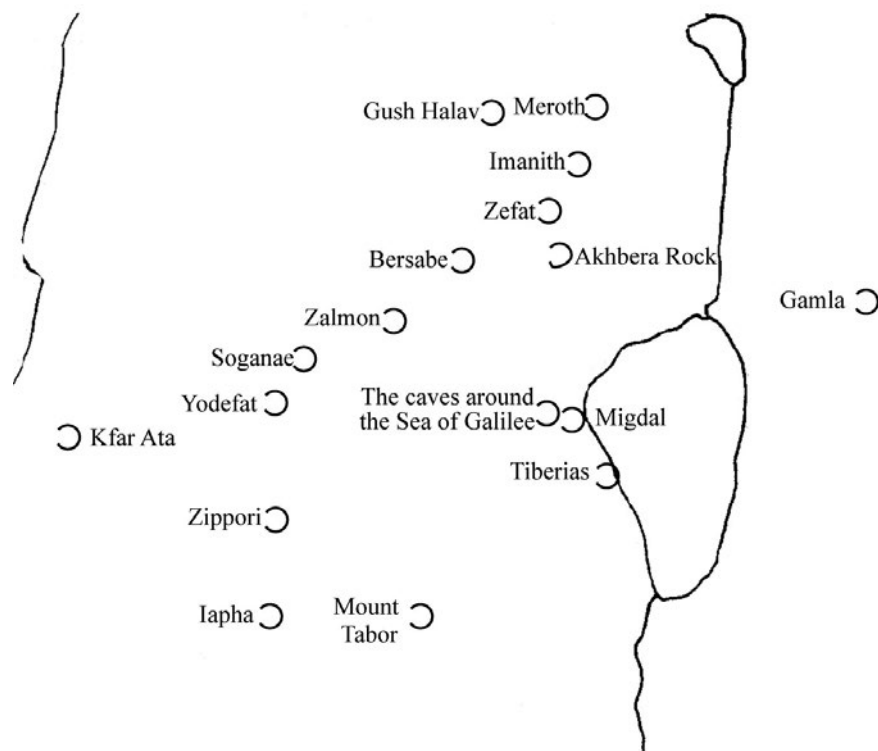 Gush Halav
Meroth
Imanith
Zefat
Bersabe
Akhbera Rock
Gamla
Zalmon
Soganae
Yodefat
The caves around
the Sea of Galilee
Migdal
Kfar Ata
Tiberias
Zippori
Iapha
Mount
Tabor